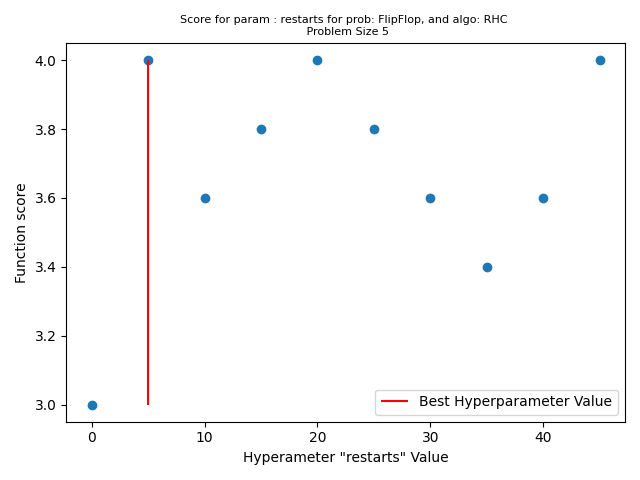 Score for param : restarts for prob: FlipFlop, and algo: RHC
Problem Size 5
4.0
3.8
3.6
3.4
3.2
3.0
Function score
0 10 20 30 40
Hyperameter "restarts" Value
Best Hyperparameter Value